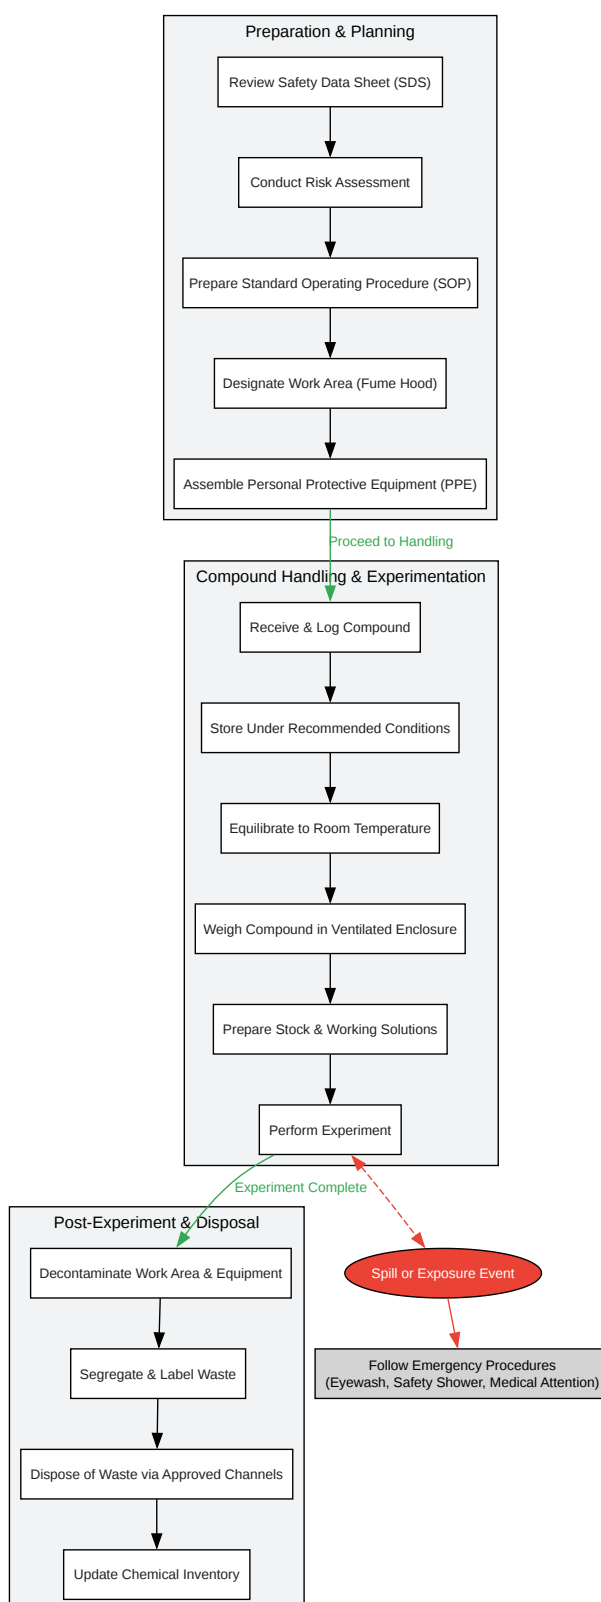 Preparation & Planning
Review Safety Data Sheet (SDS)
Conduct Risk Assessment
Prepare Standard Operating Procedure (SOP)
Designate Work Area (Fume Hood)
Assemble Personal Protective Equipment (PPE)
Proceed to Handling
Compound Handling & Experimentation
Receive & Log Compound
Store Under Recommended Conditions
Equilibrate to Room Temperature
Weigh Compound in Ventilated Enclosure
Prepare Stock & Working Solutions
Perform Experiment
Experiment Complete
Post-Experiment & Disposal
Decontaminate Work Area & Equipment
Spill or Exposure Event
Segregate & Label Waste
Follow Emergency Procedures
(Eyewash, Safety Shower, Medical Attention)
Dispose of Waste via Approved Channels
Update Chemical Inventory